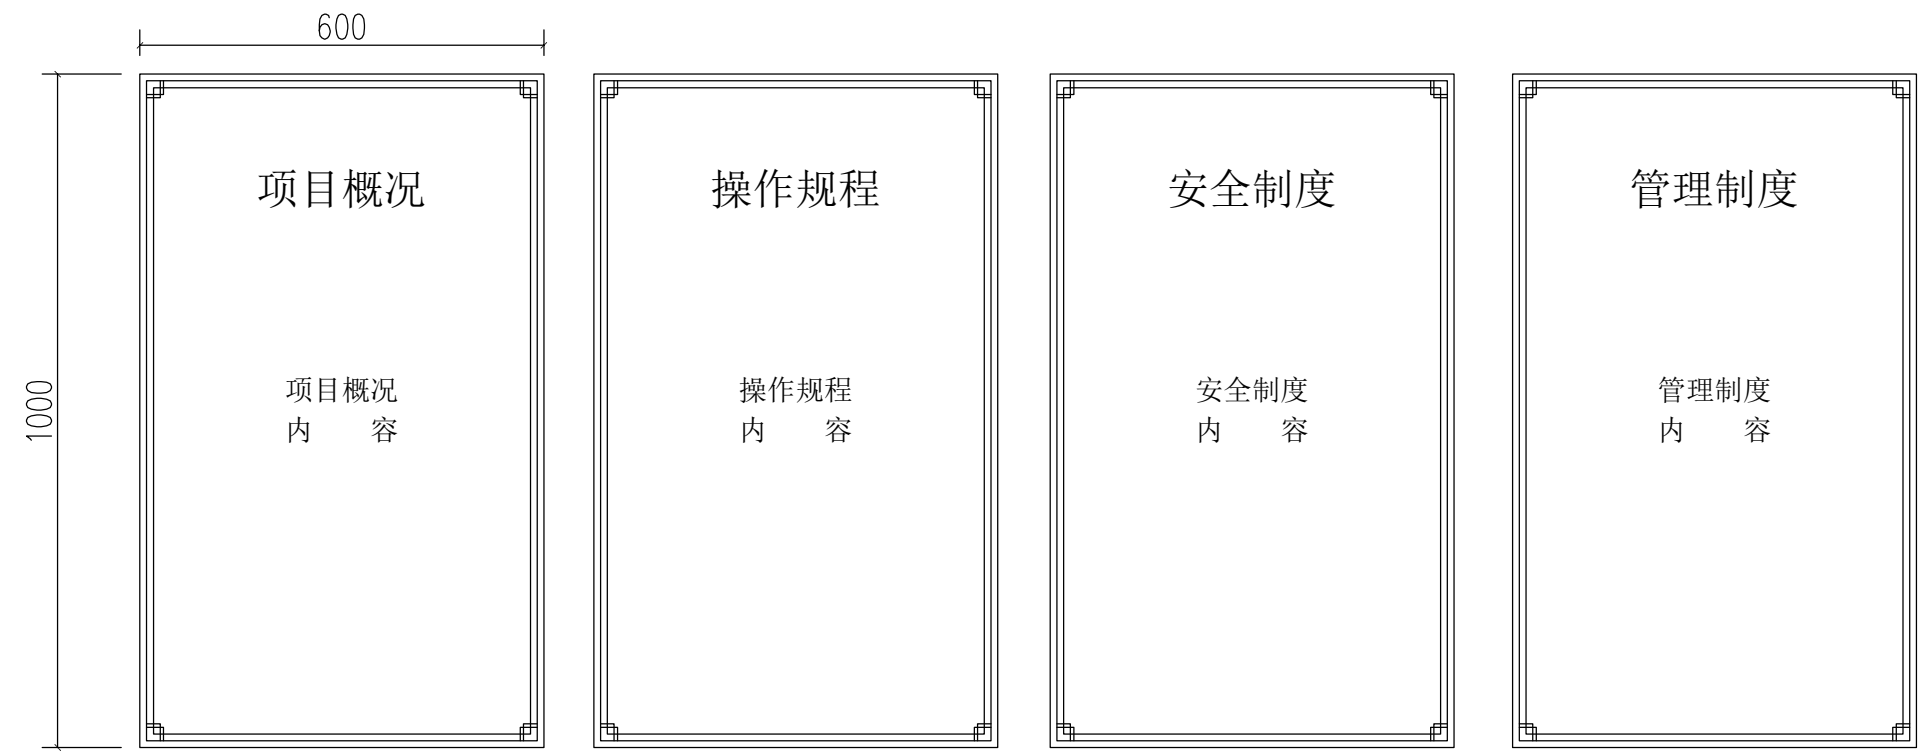 600
1000
项目概况
操作规程
安全制度
管理制度
项目概况
内 容
操作规程
内 容
安全制度
内 容
管理制度
内 容